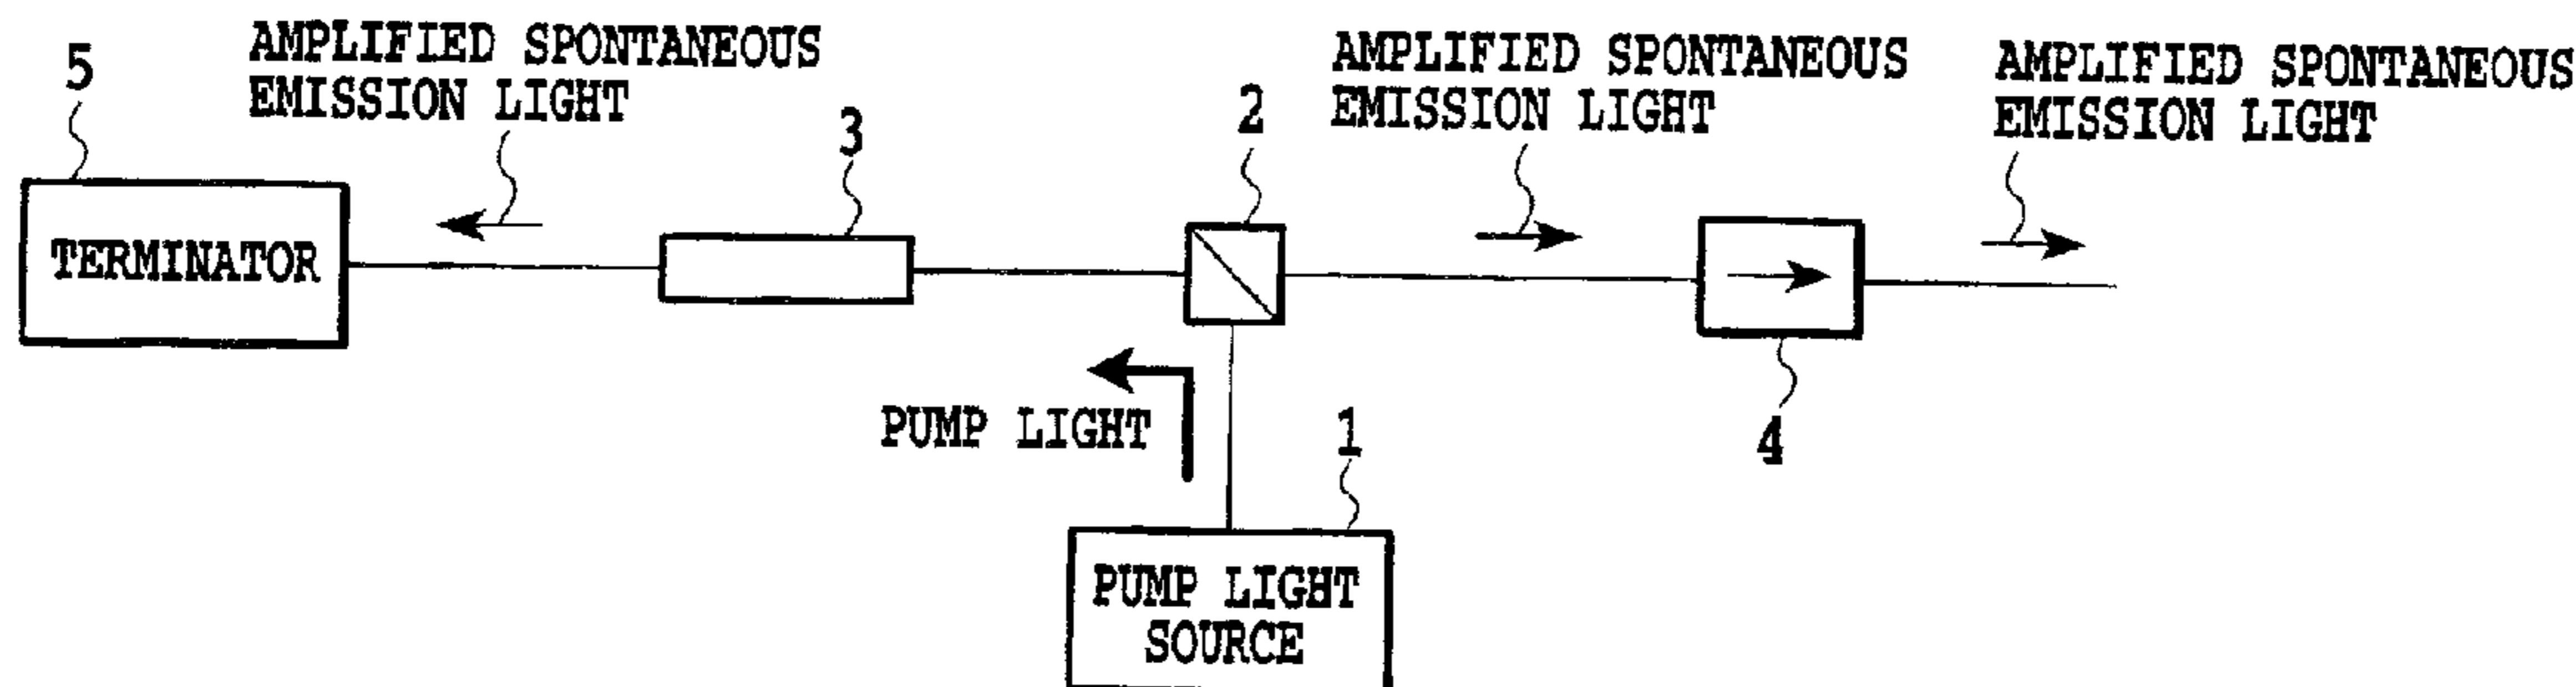 5
AMPLIFIED SPONTANEOUS
EMISSION LIGHT
3
2
AMPLIFIED SPONTANEOUS
EMISSION LIGHT
AMPLIFIED SPONTANEOUS
EMISSION LIGHT
TERMINATOR
PUMP LIGHT
1
4
PUMP LIGHT
SOURCE